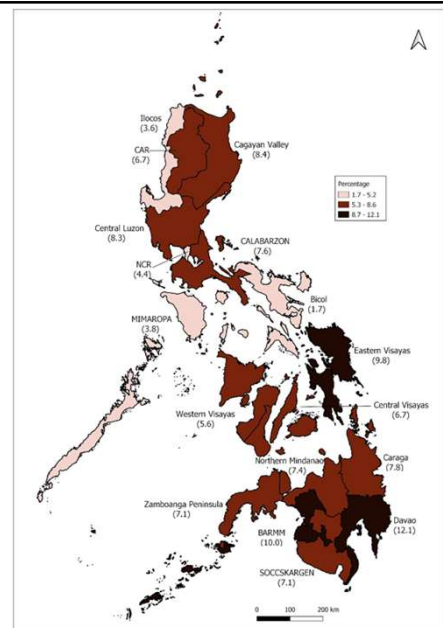 Ilocos
(3.6)
CAR
(6.7)
Cagayan Valley
(8.4)
Percentage
1.7 - 5.2
5.3 - 8.6
8.7 - 12.1
Central Luzon
(8.3)
CALABARZON
(7.6)
NCR
(4.4)
Bicol
(1.7)
MIMAROPA
(3.8)
Eastern Visayas
(9.8)
Central Visayas
(6.7)
Western Visayas
(5.6)
Northern Mindanao
(7.4)
Caraga
(7.8)
Zamboanga Peninsula
(7.1)
Davao
(12.1)
BARMM
(10.0)
SOCCSKARGEN
(7.1)
0 100 200 km